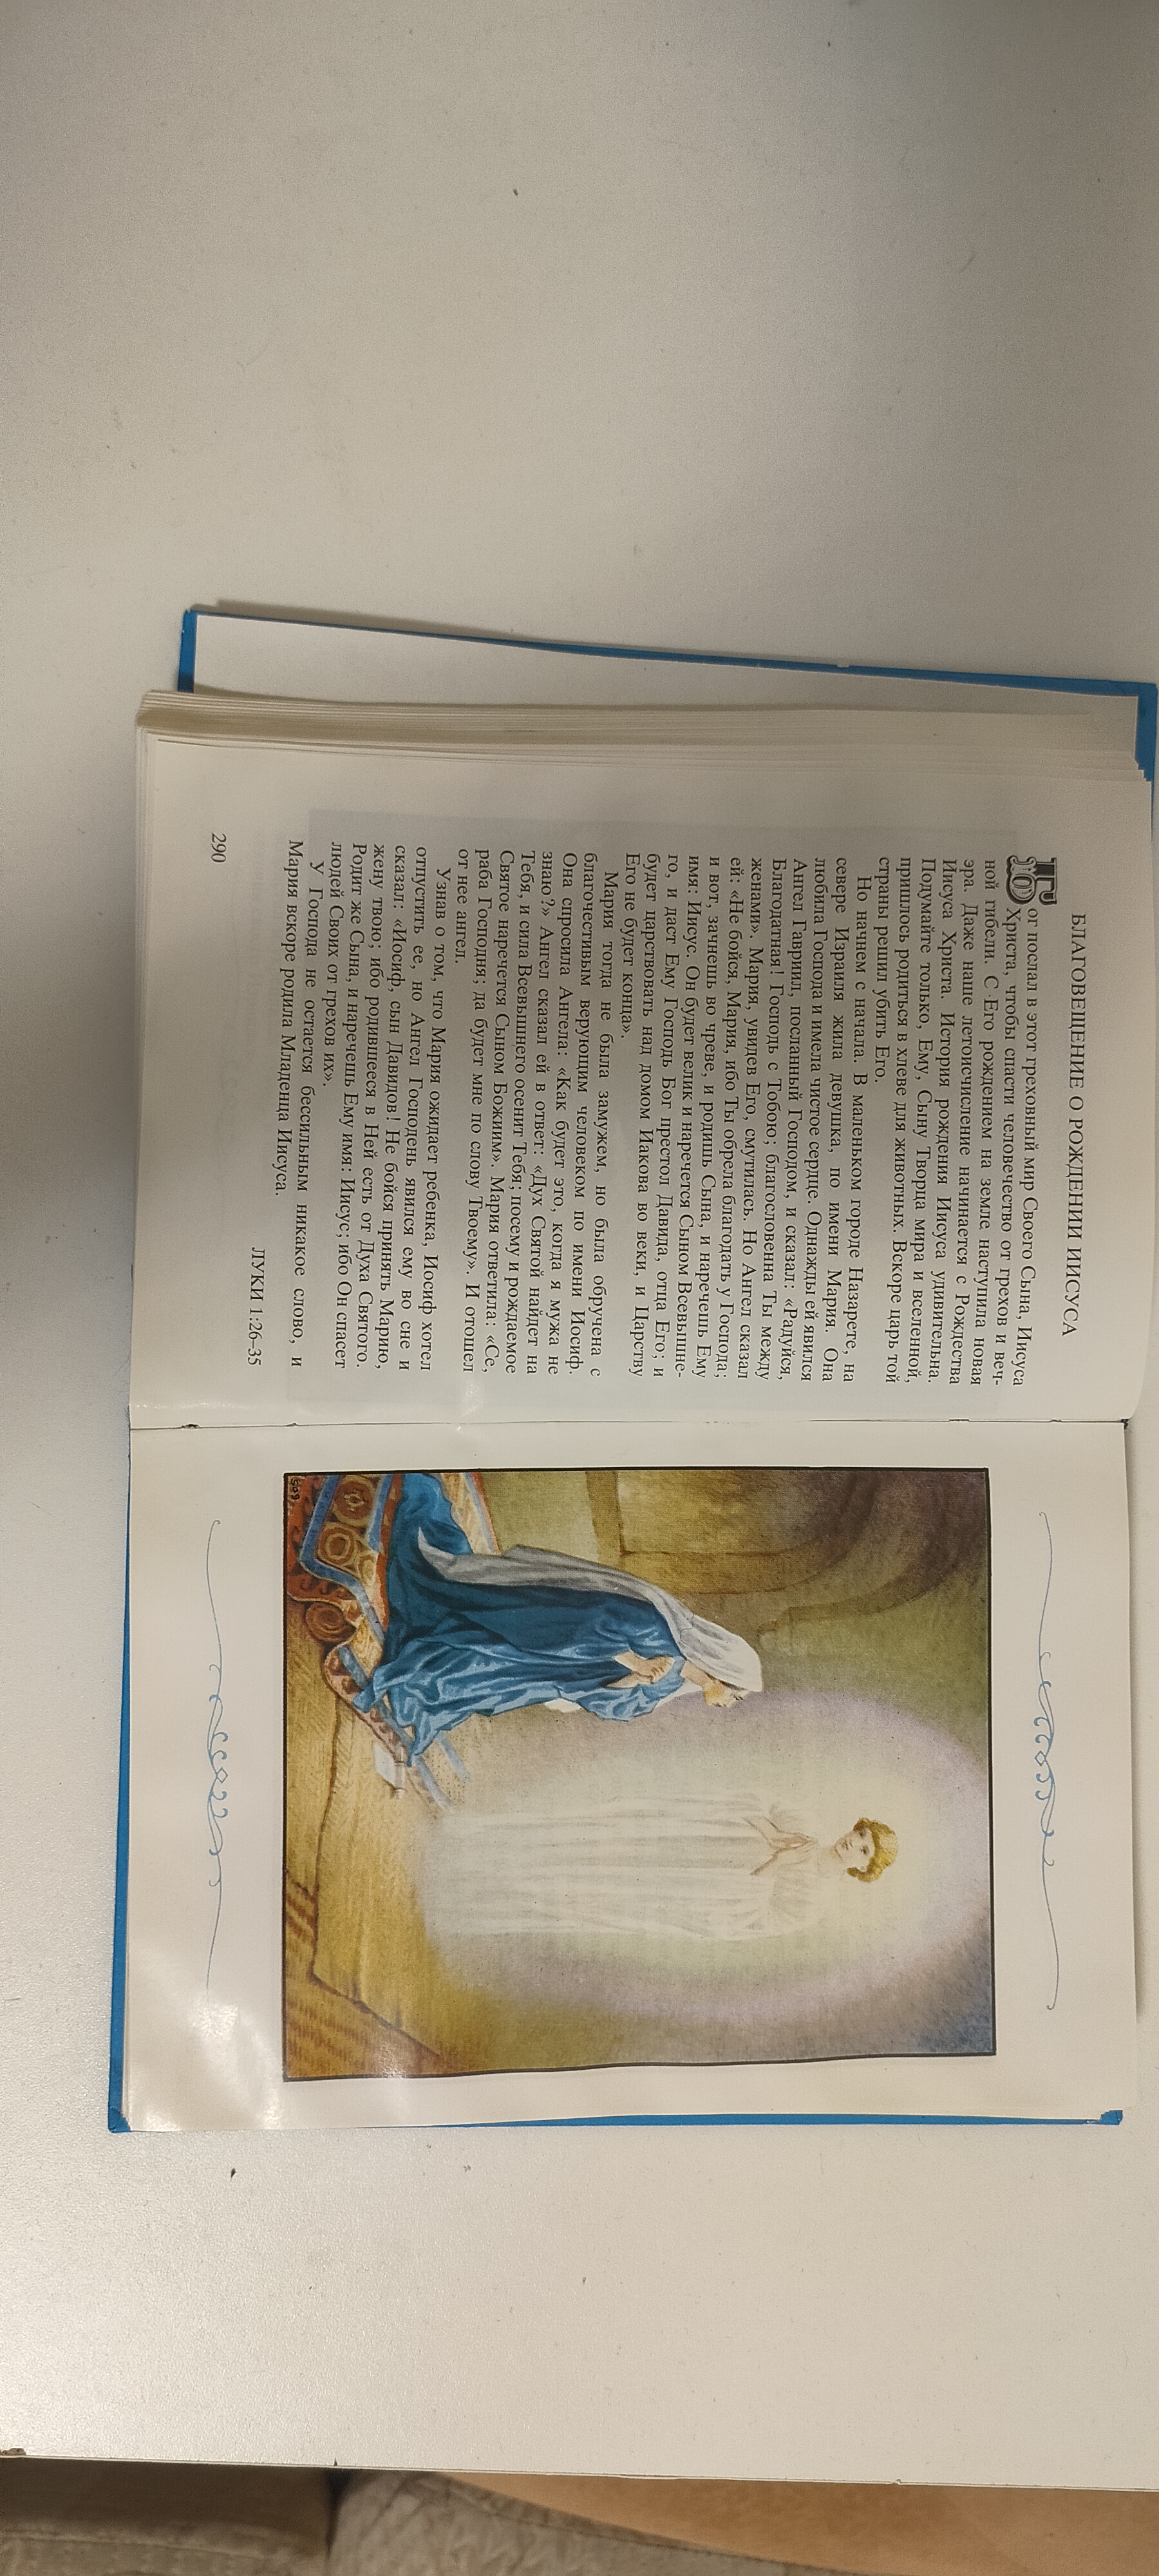 БЛАГОВЕЩЕНИЕ О РОЖДЕНИИ ИИСУСА
Бог послал в этот греховный мир Своего Сына, Иисуса
Христа, чтобы спасти человечество от грехов и веч-
ной гибели. С Его рождением на земле наступила новая
эра. Даже наше летоисчисление начинается с Рождества
Иисуса Христа. История рождения Иисуса удивительна.
Подумайте только, Ему, Сыну Творца мира и вселенной,
пришлось родиться в хлеве для животных. Вскоре царь той
страны решил убить Его.
Но начнем с начала. В маленьком городе Назарете, на
севере Израиля жила девушка, по имени Мария. Она
любила Господа и имела чистое сердце. Однажды ей явился
Ангел Гавриил, посланный Господом, и сказал: «Радуйся,
Благодатная! Господь с Тобою; благословенна Ты между
женами». Мария, увидев Его, смутилась. Но Ангел сказал
ей: «Не бойся, Мария, ибо Ты обрела благодать у Господа;
и вот, зачнешь во чреве, и родишь Сына, и наречешь Ему
имя: Иисус. Он будет велик и наречется Сыном Всевышне-
го, и даст Ему Господь Бог престол Давида, отца Его; и
будет царствовать над домом Иакова во веки, и Царству
Его не будет конца».
Мария тогда не была замужем, но была обручена с
благочестивым верующим человеком по имени Иосиф.
Она спросила Ангела: «Как будет это, когда я мужа не
знаю?» Ангел сказал ей в ответ: «Дух Святой найдет на
Тебя, и сила Всевышнего осенит Тебя; посему и рождаемое
Святое наречется Сыном Божиим». Мария ответила: «Се,
раба Господня; да будет мне по слову Твоему». И отошел
от нее ангел.
Узнав о том, что Мария ожидает ребенка, Иосиф хотел
отпустить ее, но Ангел Господень явился ему во сне и
сказал: «Иосиф, сын Давидов! Не бойся принять Марию,
жену твою; ибо родившееся в Ней есть от Духа Святого.
Родит же Сына, и наречешь Ему имя: Иисус; ибо Он спасет
людей Своих от грехов их».
У Господа не остается бессильным никакое слово, и
Мария вскоре родила Младенца Иисуса.
ЛУКИ 1:26–35
290